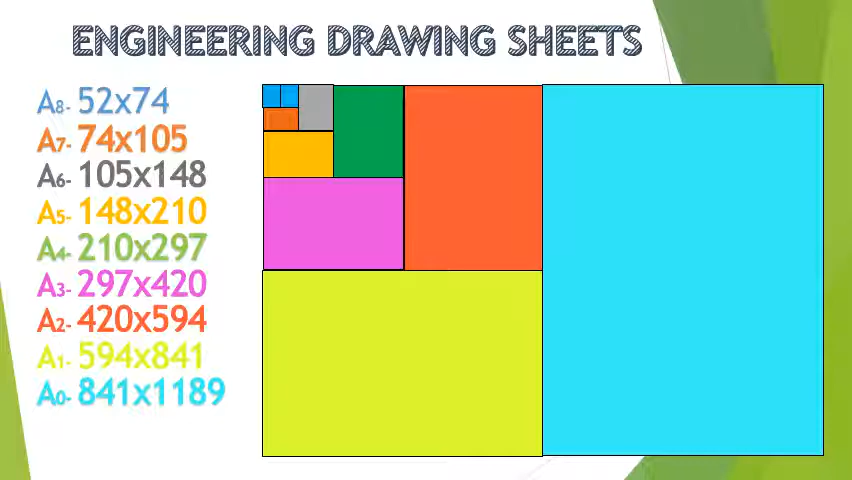 ENGINEERING DRAWING SHEETS
A8- 52x74
A7- 74x105
A6- 105x148
A5- 148x210
A4- 210x297
A3- 297x420
A2- 420x594
A1- 594x841
A0- 841x1189